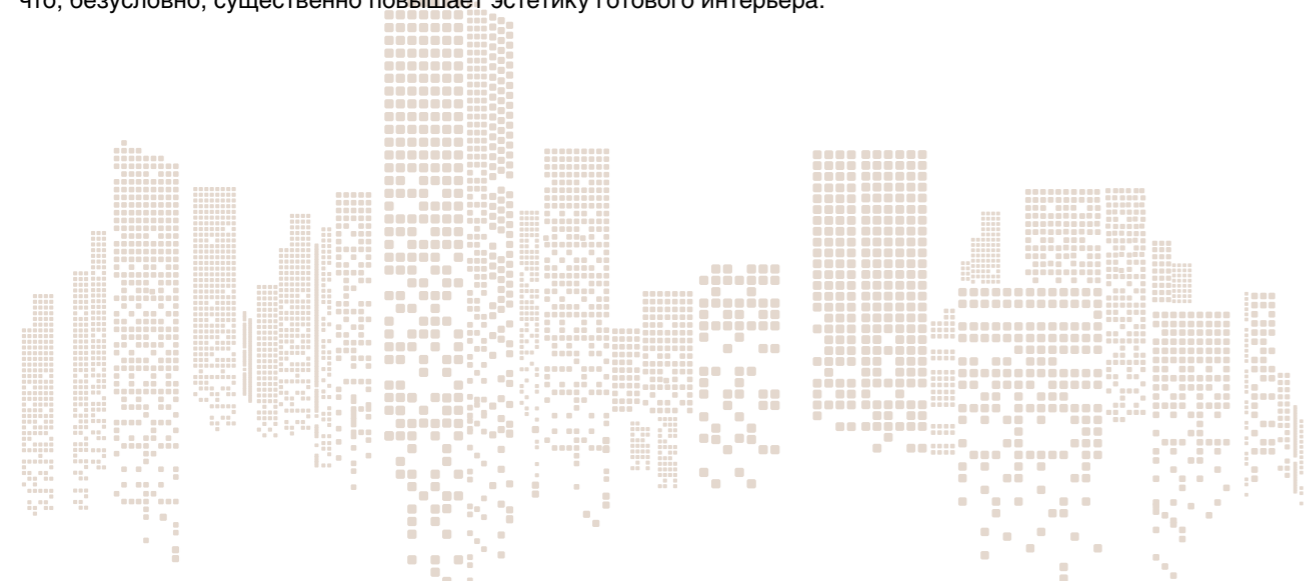 что, безусловно, существенно повышает эстетику готового интерьера.